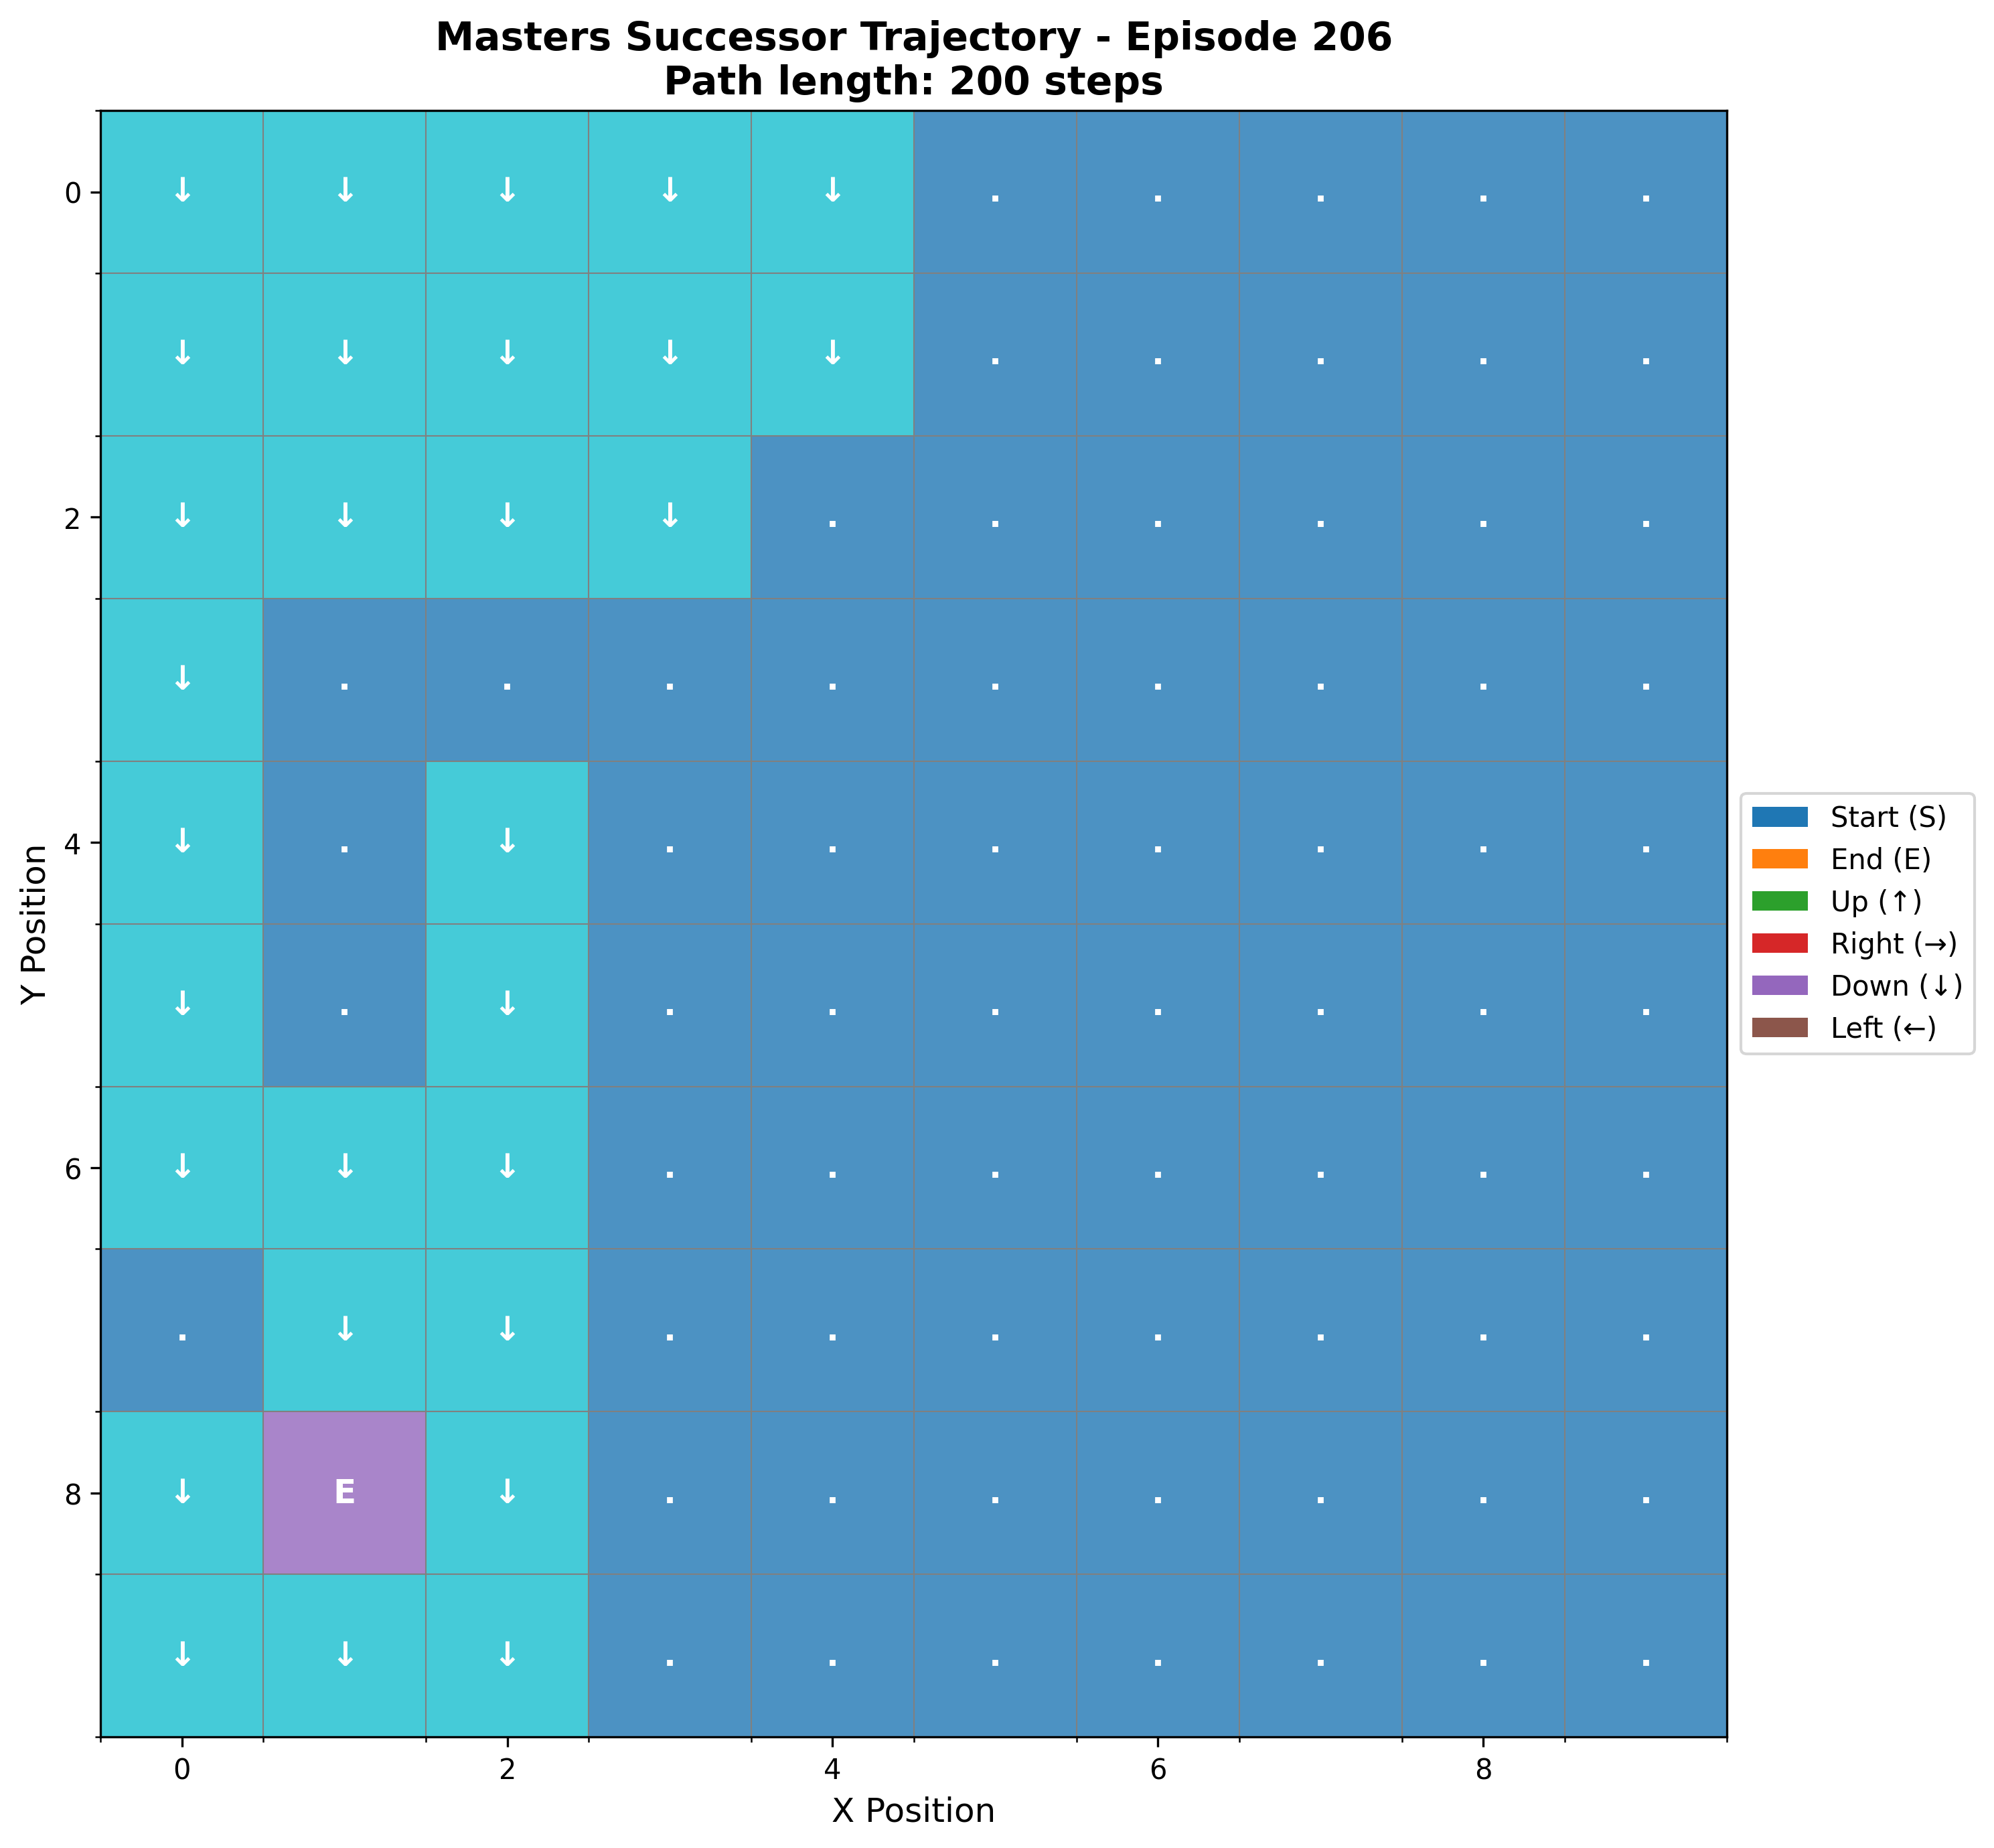 Masters Successor Trajectory - Episode 206
Path length: 200 steps
0 ↓ ↓ ↓ ↓ ↓ . . . . .
↓ ↓ ↓ ↓ ↓ . . . . .
2 ↓ ↓ ↓ ↓ . . . . . .
↓ . . . . . . . . .
4 ↓ . ↓ . . . . . . .
↓ . ↓ . . . . . . .
6 ↓ ↓ ↓ . . . . . . .
. ↓ ↓ . . . . . . .
8 ↓ E ↓ . . . . . . .
↓ ↓ ↓ . . . . . . .
0 2 4 6 8
X Position
Y Position
Start (S)
End (E)
Up (↑)
Right (→)
Down (↓)
Left (←)